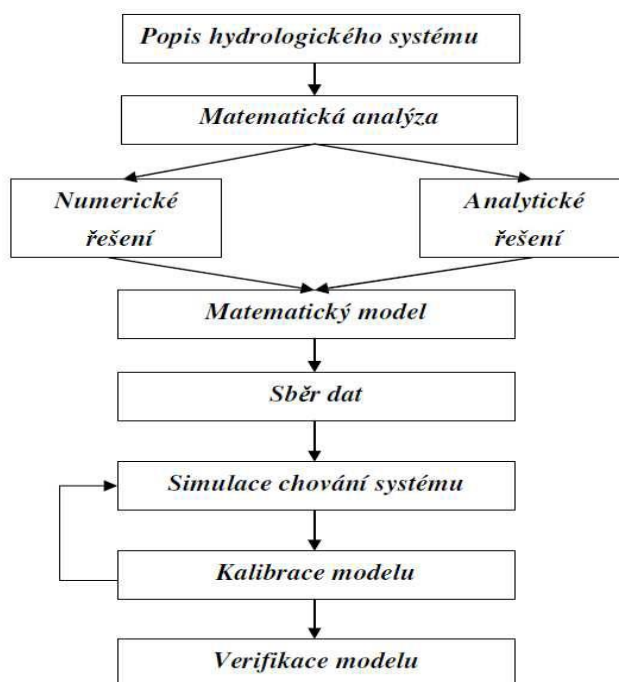 Popis hydrologického systému
Matematická analýza
Numerické
řešení
Analytické
řešení
Matematický model
Sběr dat
Simulace chování systému
Kalibrace modelu
Verifikace modelu